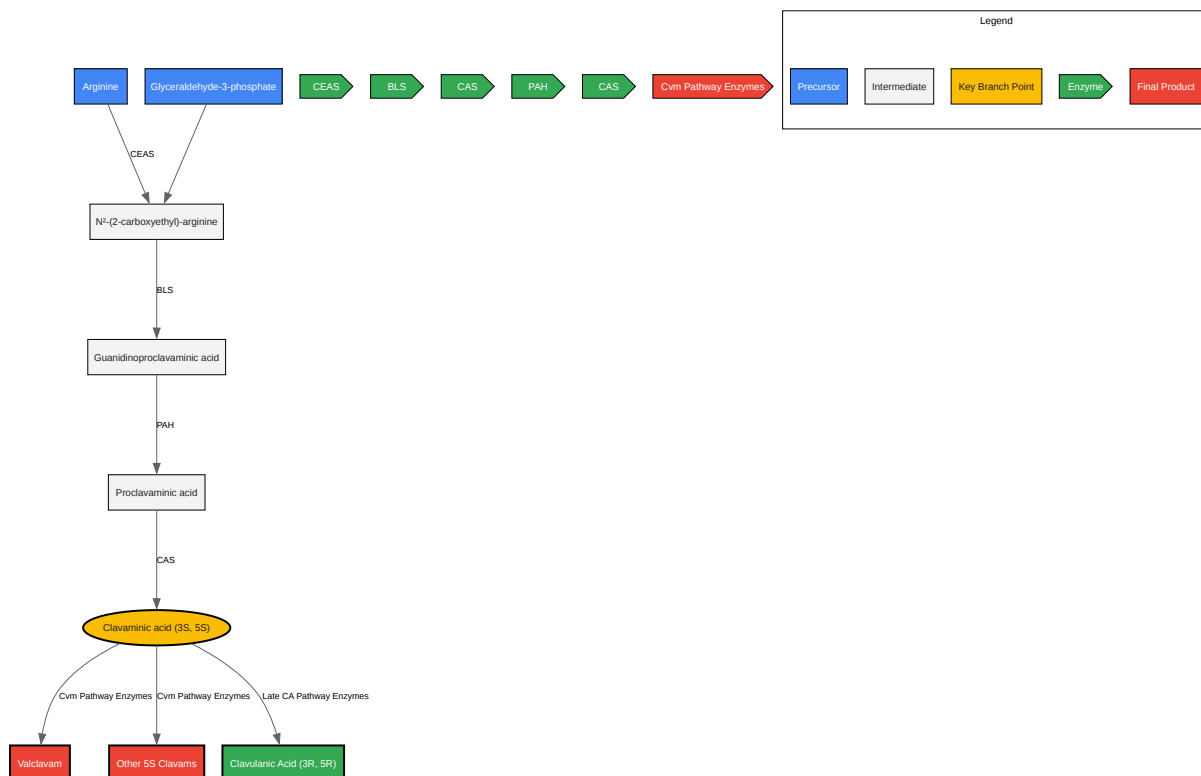 Legend
Arginine
Glyceraldehyde-3-phosphate
CEAS
BLS
CAS
PAH
CAS
Cvm Pathway Enzymes
Precursor
Intermediate
Key Branch Point
Enzyme
Final Product
CEAS
N²-(2-carboxyethyl)-arginine
BLS
Guanidinoproclavaminic acid
PAH
Proclavaminic acid
CAS
Clavaminic acid (3S, 5S)
Cvm Pathway Enzymes
Cvm Pathway Enzymes
Late CA Pathway Enzymes
Valclavam
Other 5S Clavams
Clavulanic Acid (3R, 5R)